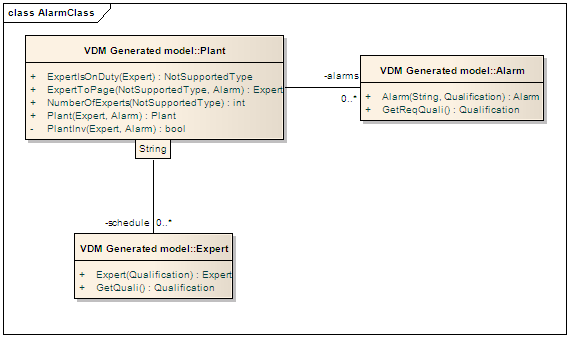 class AlarmClass
VDM Generated model::Plant
+ ExpertIsOnDuty(Expert) : NotSupportedType
+ ExpertToPage(NotSupportedType, Alarm) : Expert
+ NumberOfExperts(NotSupportedType) : int
+ Plant(Expert, Alarm) : Plant
- PlantInv(Expert, Alarm) : bool
String
-alarms
0..*
VDM Generated model::Alarm
+ Alarm(String, Qualification) : Alarm
+ GetReqQuali() : Qualification
-schedule 0..*
VDM Generated model::Expert
+ Expert(Qualification) : Expert
+ GetQuali() : Qualification